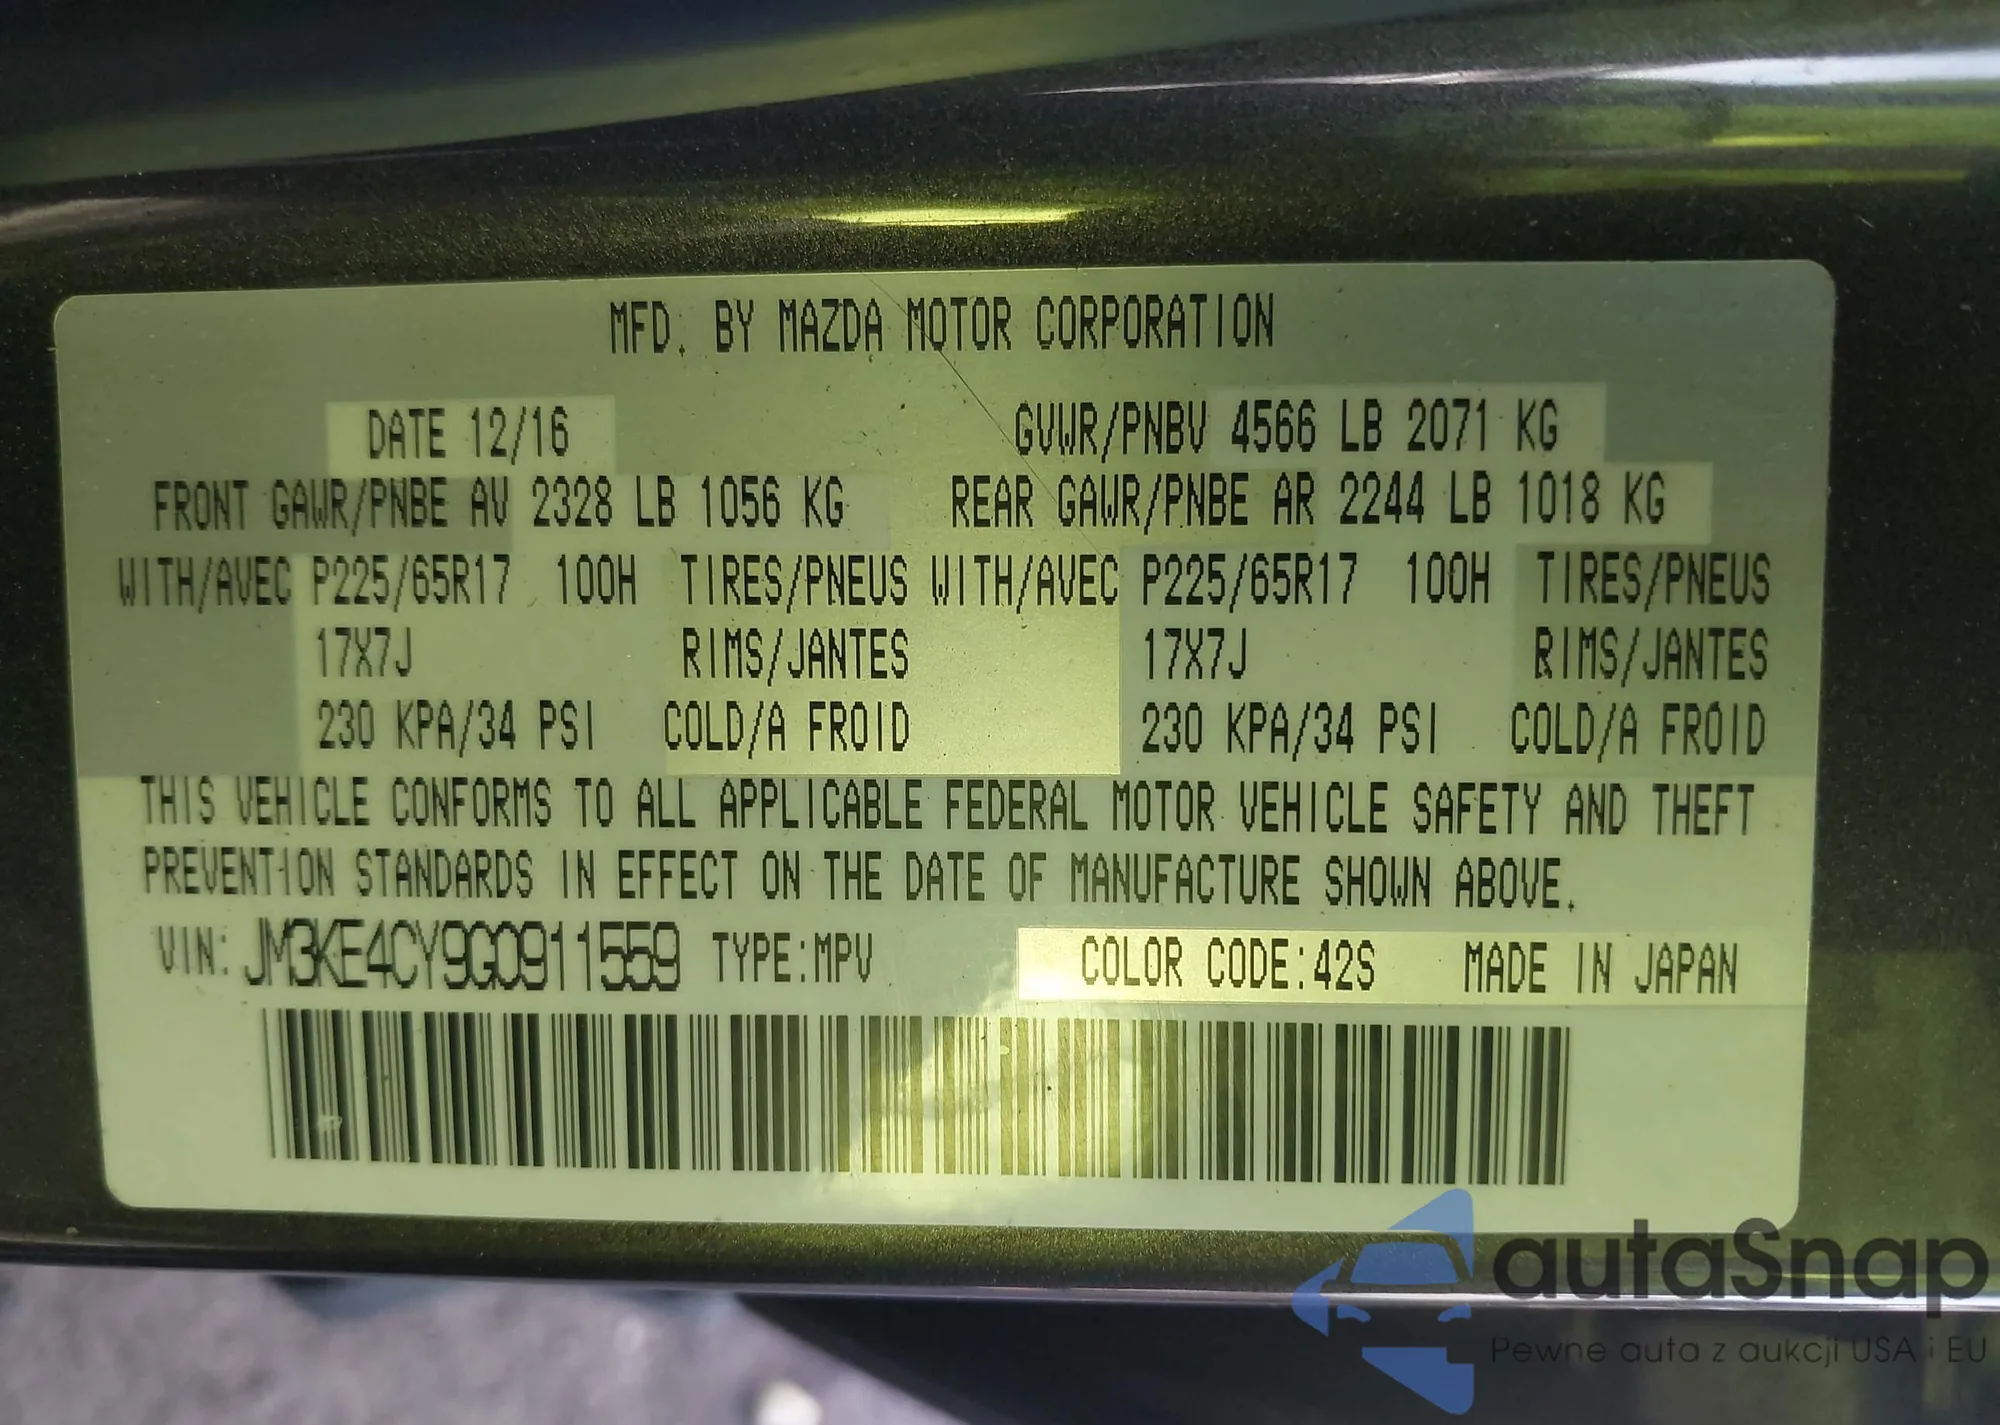 MFD. BY MAZDA MOTOR CORPORATION
DATE 12/16 GVWR/PNBV 4566 LB 2071 KG
FRONT GAWR/PNBE AV 2328 LB 1056 KG REAR GAWR/PNBE AR 2244 LB 1018 KG
WITH/AVEC P225/65R17 100H TIRES/PNEUS WITH/AVEC P225/65R17 100H TIRES/PNEUS
17X7J RIMS/JANTES 17X7J RIMS/JANTES
230 KPA/34 PSI COLD/A FROID 230 KPA/34 PSI COLD/A FROID
THIS VEHICLE CONFORMS TO ALL APPLICABLE FEDERAL MOTOR VEHICLE SAFETY AND THEFT
PREVENTION STANDARDS IN EFFECT ON THE DATE OF MANUFACTURE SHOWN ABOVE.
VIN: JM3KE4CY9G0911559 TYPE:MPV COLOR CODE:42S MADE IN JAPAN
autaSnap
Pewne auta z aukcji USA i EU